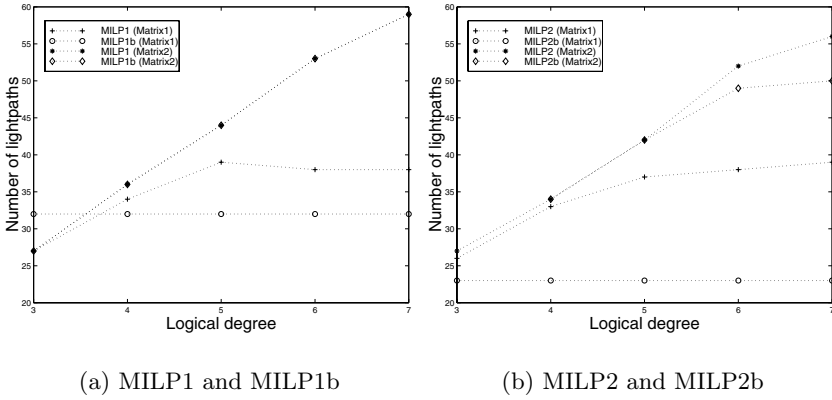 60
55
50
45
40
35
30
25
20
Number of lightpaths
MILP1 (Matrix1)
MILP1b (Matrix1)
MILP1 (Matrix2)
MILP1b (Matrix2)
3 4 5 6 7
Logical degree
(a) MILP1 and MILP1b
60
55
50
45
40
35
30
25
20
Number of lightpaths
MILP2 (Matrix1)
MILP2b (Matrix1)
MILP2 (Matrix2)
MILP2b (Matrix2)
3 4 5 6 7
Logical degree
(b) MILP2 and MILP2b